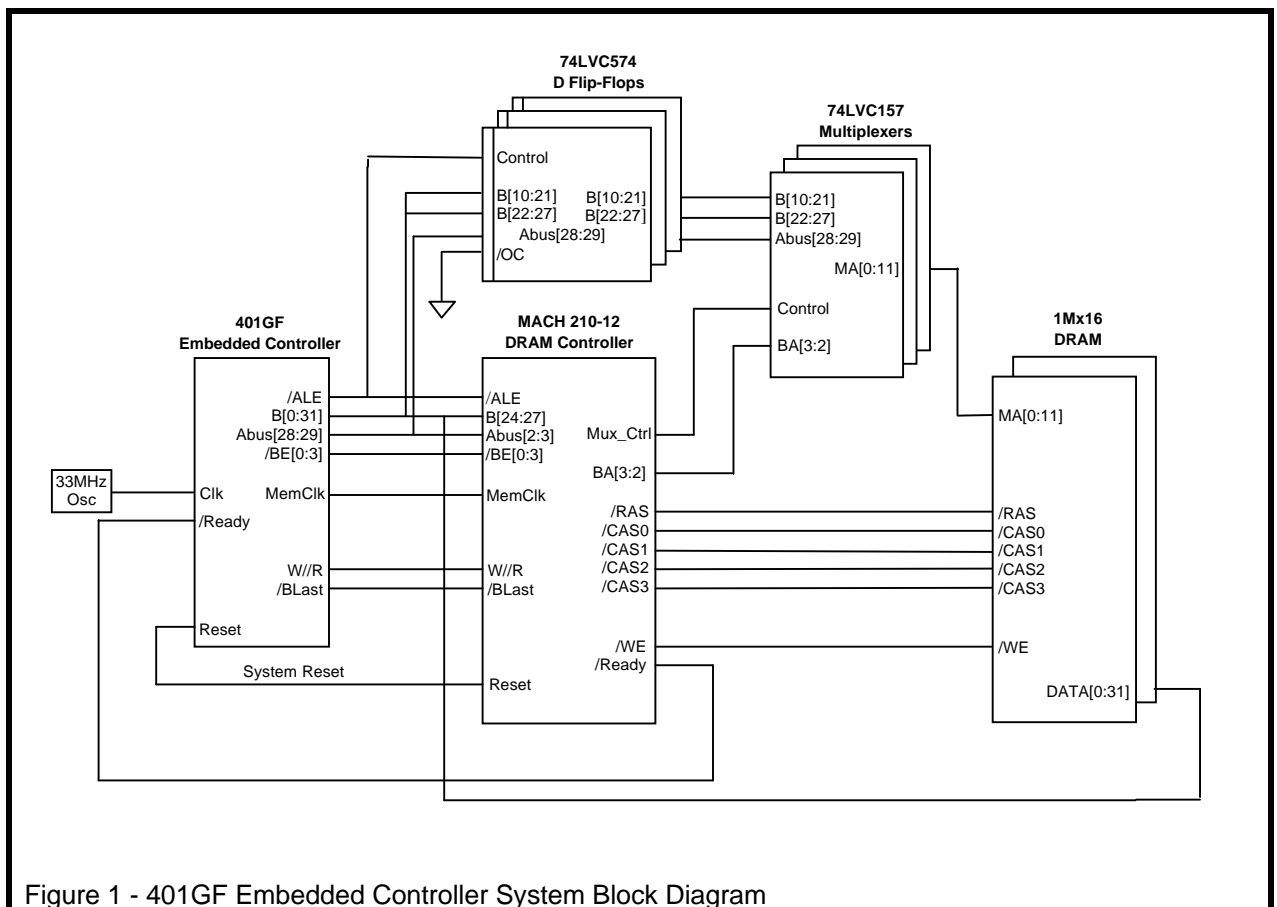 74LVC574
D Flip-Flops
Control
B[10:21] B[10:21]
B[22:27] B[22:27]
Abus[28:29]
/OC
74LVC157
Multiplexers
B[10:21]
B[22:27]
Abus[28:29]
MA[0:11]
Control
BA[3:2]
401GF
Embedded Controller
/ALE
B[0:31]
Abus[28:29]
/BE[0:3]
Clk MemClk
/Ready
W//R
/BLast
Reset
33MHz
Osc
System Reset
MACH 210-12
DRAM Controller
/ALE
B[24:27]
Abus[2:3]
/BE[0:3]
Mux_Ctrl
BA[3:2]
MemClk
/RAS
/CAS0
/CAS1
/CAS2
/CAS3
W//R
/BLast
/WE
/Ready
Reset
1Mx16
DRAM
MA[0:11]
/RAS
/CAS0
/CAS1
/CAS2
/CAS3
/WE
DATA[0:31]
Figure 1 - 401GF Embedded Controller System Block Diagram